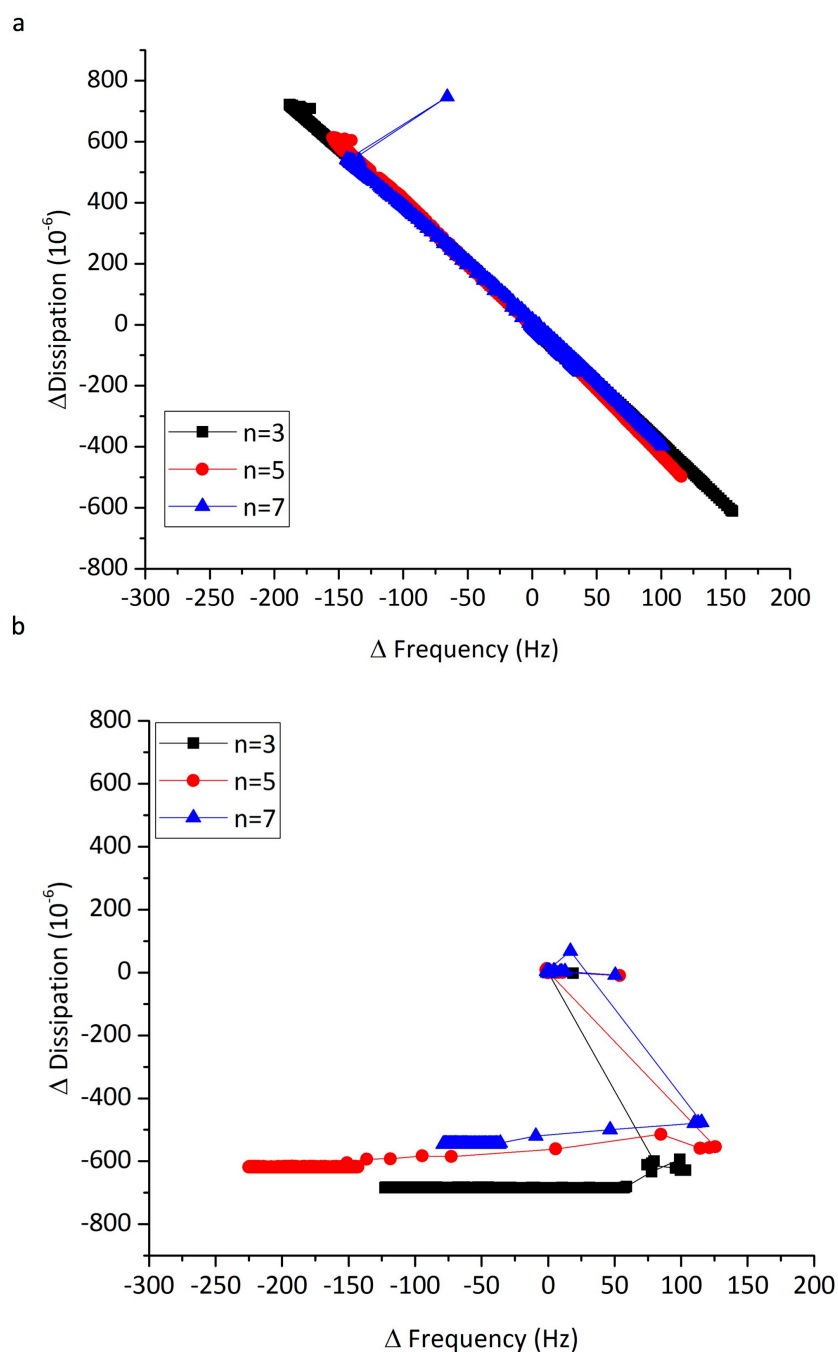 a
800
600
400
200
0
-200
-400
-600
-800
ΔDissipation (10⁻⁶)
n=3
n=5
n=7
-300 -250 -200 -150 -100 -50 0 50 100 150 200
Δ Frequency (Hz)
b
800
600
400
200
0
-200
-400
-600
-800
Δ Dissipation (10⁻⁶)
n=3
n=5
n=7
-300 -250 -200 -150 -100 -50 0 50 100 150 200
Δ Frequency (Hz)